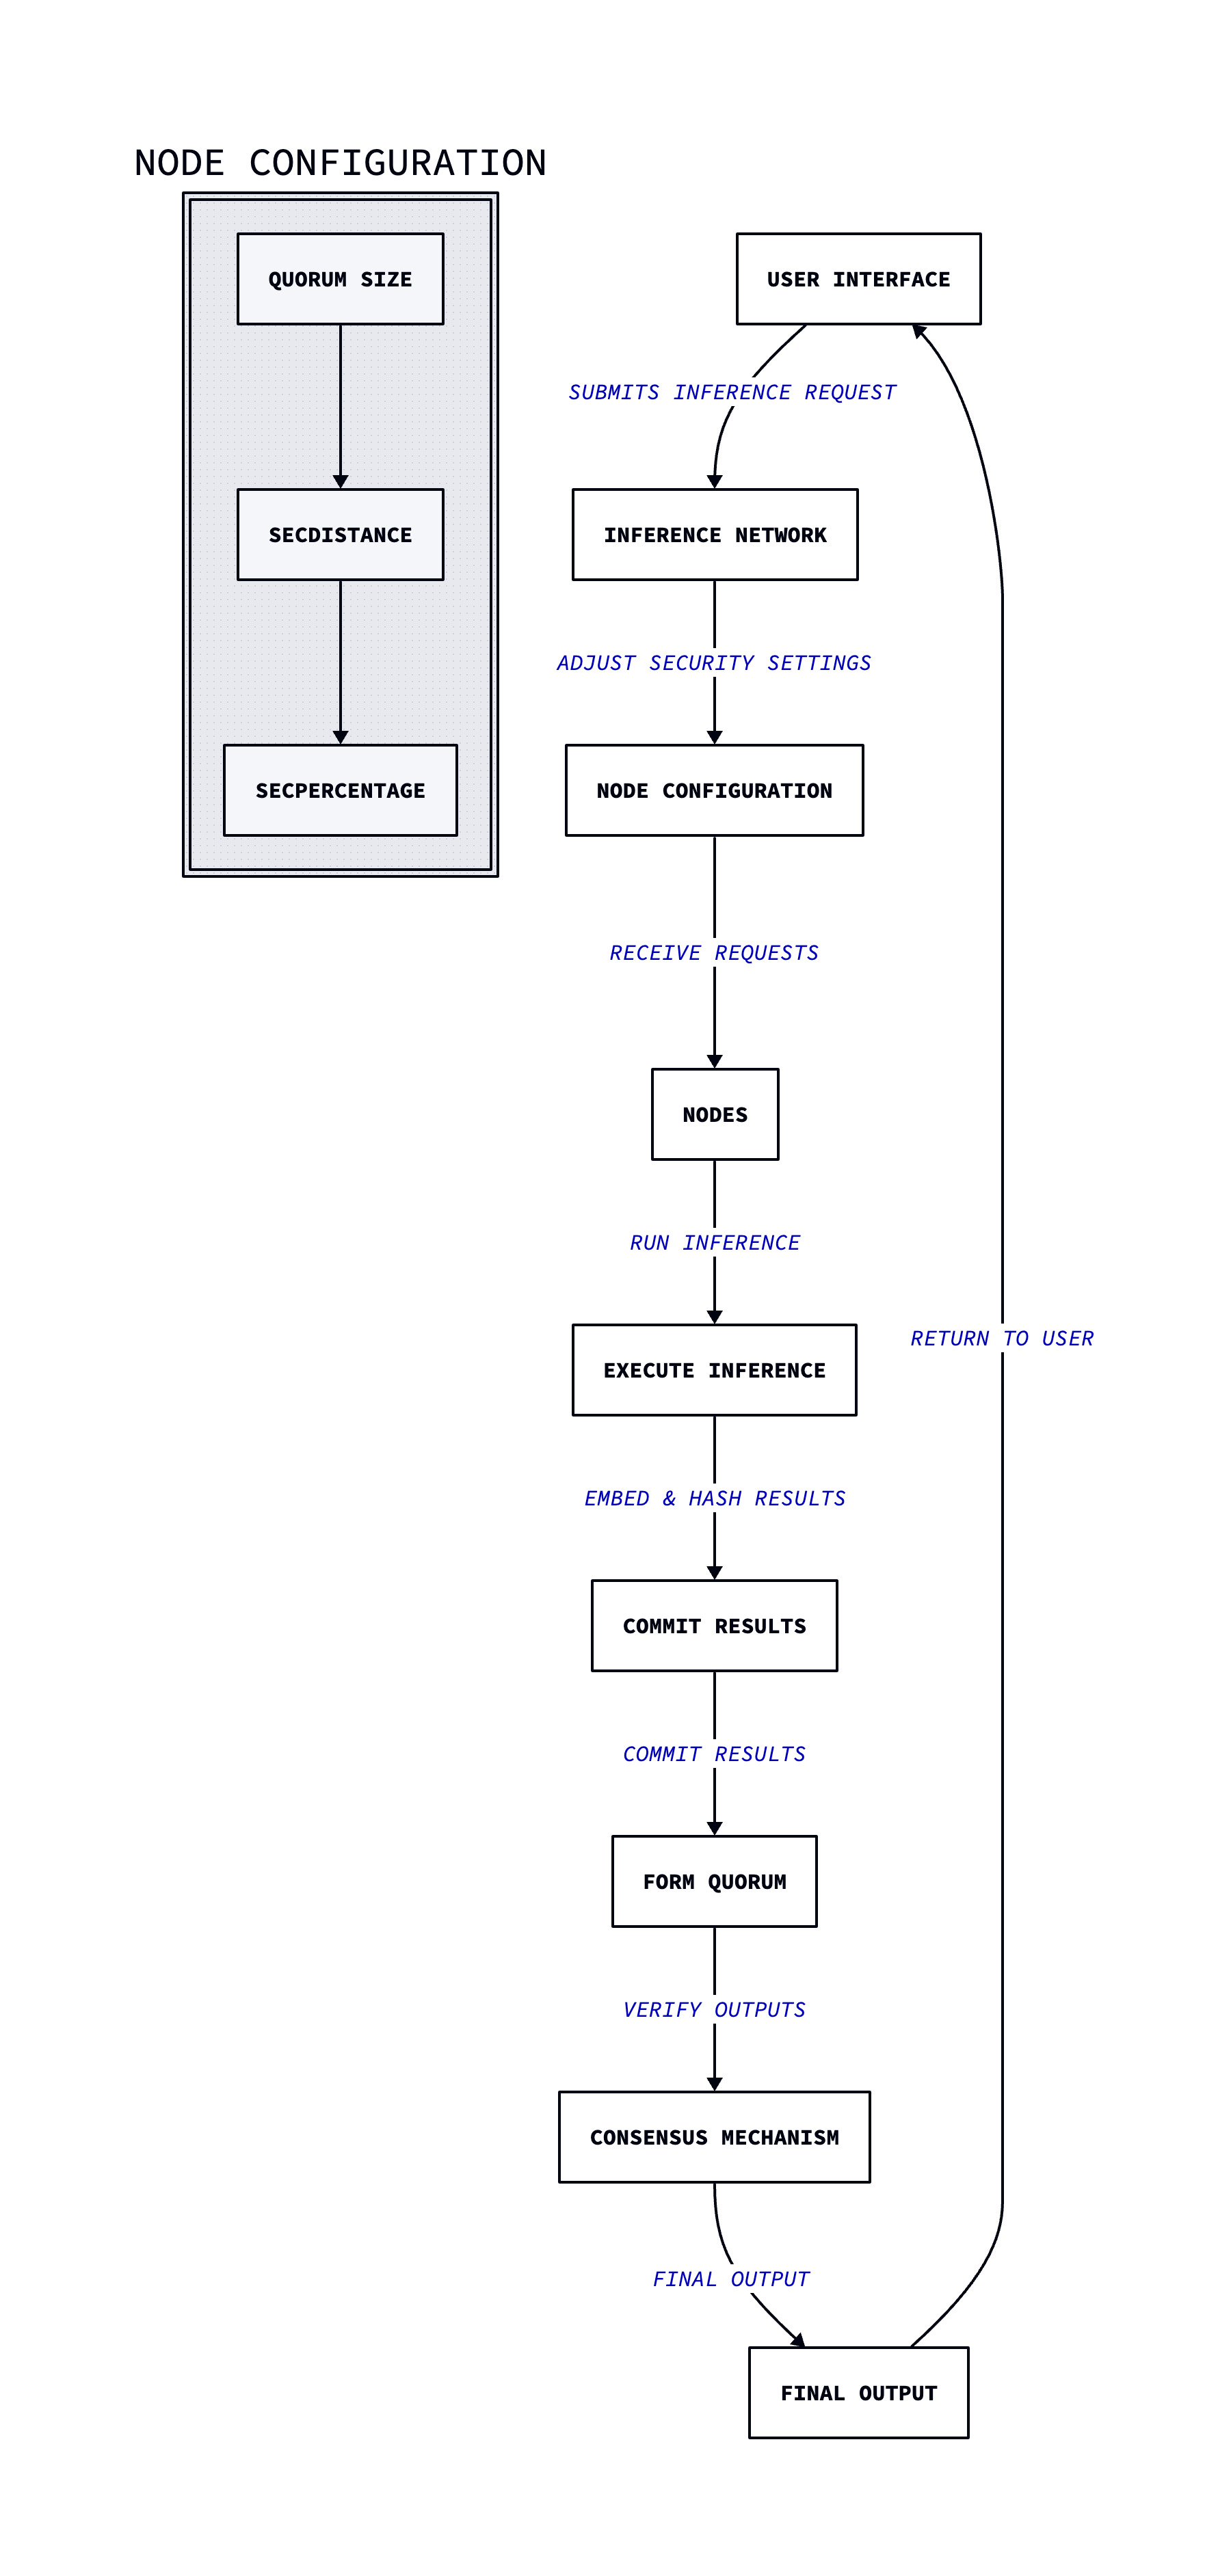 NODE CONFIGURATION
QUORUM SIZE
SECDISTANCE
SECPERCENTAGE
USER INTERFACE
SUBMITS INFERENCE REQUEST
INFERENCE NETWORK
ADJUST SECURITY SETTINGS
NODE CONFIGURATION
RECEIVE REQUESTS
NODES
RUN INFERENCE
EXECUTE INFERENCE
RETURN TO USER
EMBED & HASH RESULTS
COMMIT RESULTS
COMMIT RESULTS
FORM QUORUM
VERIFY OUTPUTS
CONSENSUS MECHANISM
FINAL OUTPUT
FINAL OUTPUT